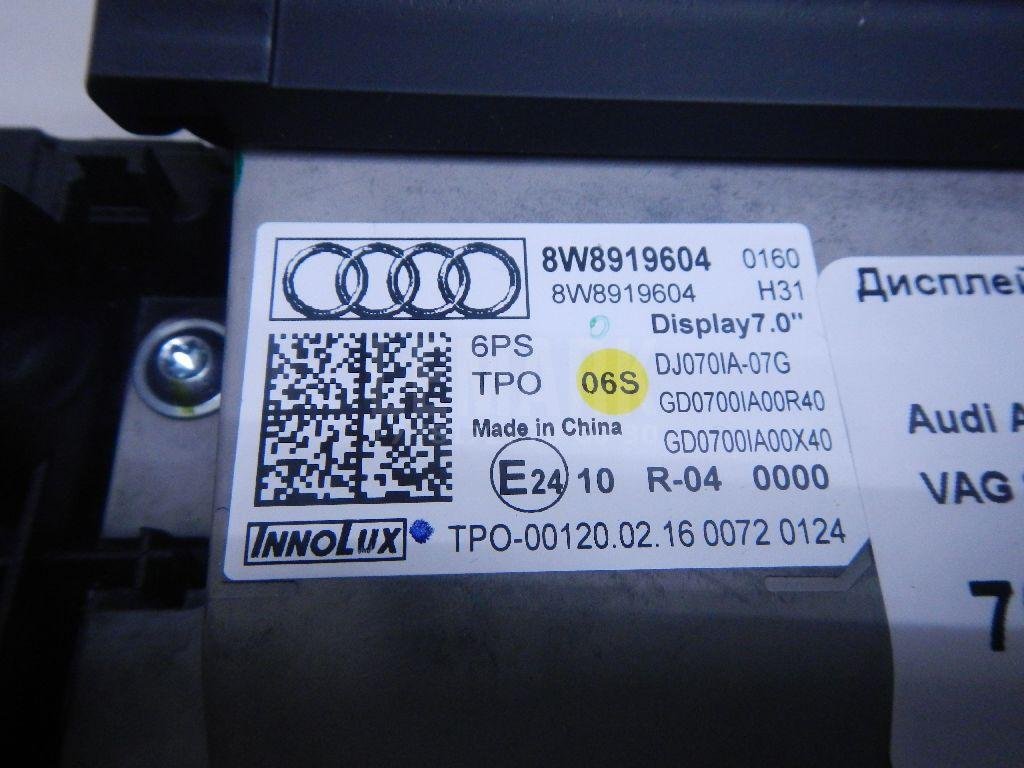 8W8919604 0160
8W8919604 H31
Display7.0"
6PS
TPO 06S DJ070IA-07G
GD0700IA00R40
Made in China
GD0700IA00X40
E24 10 R-04 0000
INNOLUX TPO-00120.02.16 0072 0124
Дисплей
Audi A
VAG
7